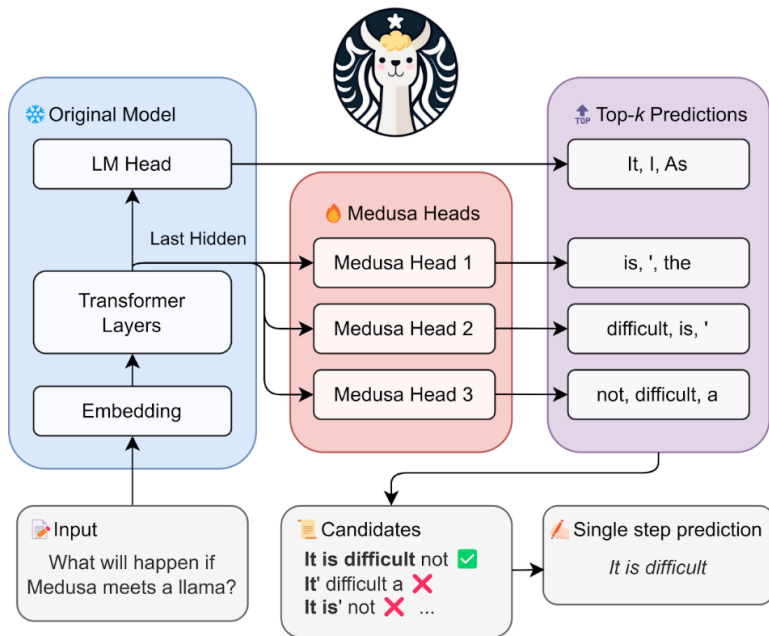 Original Model
LM Head
Last Hidden
Transformer
Layers
Embedding
Medusa Heads
Medusa Head 1
Medusa Head 2
Medusa Head 3
TOP
Top-k Predictions
It, I, As
is, ', the
difficult, is, '
not, difficult, a
Input
What will happen if
Medusa meets a llama?
Candidates
It is difficult not
It' difficult a
It is' not ...
Single step prediction
It is difficult